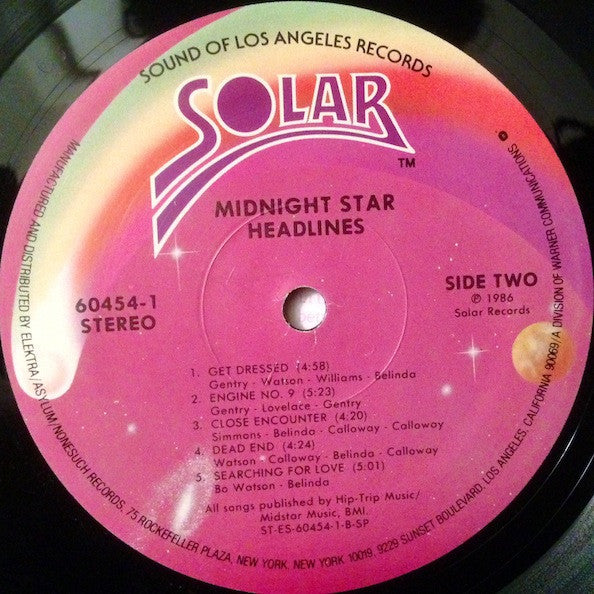 SOUND OF LOS ANGELES RECORDS
SOLAR
TM
MIDNIGHT STAR
HEADLINES
60454-1
STEREO
SIDE TWO
℗ 1986
Solar Records
1. GET DRESSED (4:58)
Gentry - Watson - Williams - Belinda
2. ENGINE NO. 9 (5:23)
Gentry - Lovelace - Gentry
3. CLOSE ENCOUNTER (4:20)
Simmons - Belinda - Calloway - Calloway
4. DEAD END (4:24)
Watson - Calloway - Belinda - Calloway
5. SEARCHING FOR LOVE (5:01)
Bo Watson - Belinda
All songs published by Hip-Trip Music/
Midstar Music, BMI.
ST-ES-60454-1-B-SP
MANUFACTURED AND DISTRIBUTED BY ELEKTRA/ASYLUM/NONESUCH RECORDS, 75 ROCKEFELLER PLAZA, NEW YORK, NEW YORK 10019, 9229 SUNSET BOULEVARD, LOS ANGELES, CALIFORNIA 90069/A DIVISION OF WARNER COMMUNICATIONS